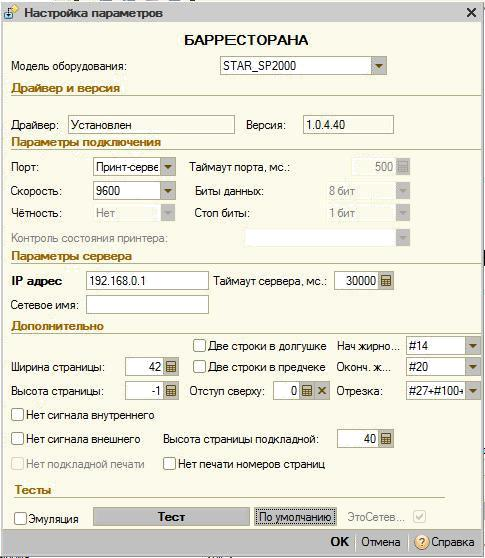 Настройка параметров
БАРРЕСТОРАНА
Модель оборудования: STAR_SP2000
Драйвер и версия
Драйвер: Установлен Версия: 1.0.4.40
Параметры подключения
Порт: Принт-серве Таймаут порта, мс.: 500
Скорость: 9600 Биты данных: 8 бит
Чётность: Нет Стоп биты: 1 бит
Контроль состояния принтера:
Параметры сервера
IP адрес 192.168.0.1 Таймаут сервера, мс.: 30000
Сетевое имя:
Дополнительно
Две строки в долгушке Нач жирно... #14
Ширина страницы: 42 Две строки в предчеке Оконч. ж... #20
Высота страницы: -1 Отступ сверху: 0 Отрезка: #27+#100+
Нет сигнала внутреннего
Нет сигнала внешнего Высота страницы подкладной: 40
Нет подкладной печати Нет печати номеров страниц
Тесты
Эмуляция Тест По умолчанию ЭтоСетев...
OK Отмена Справка